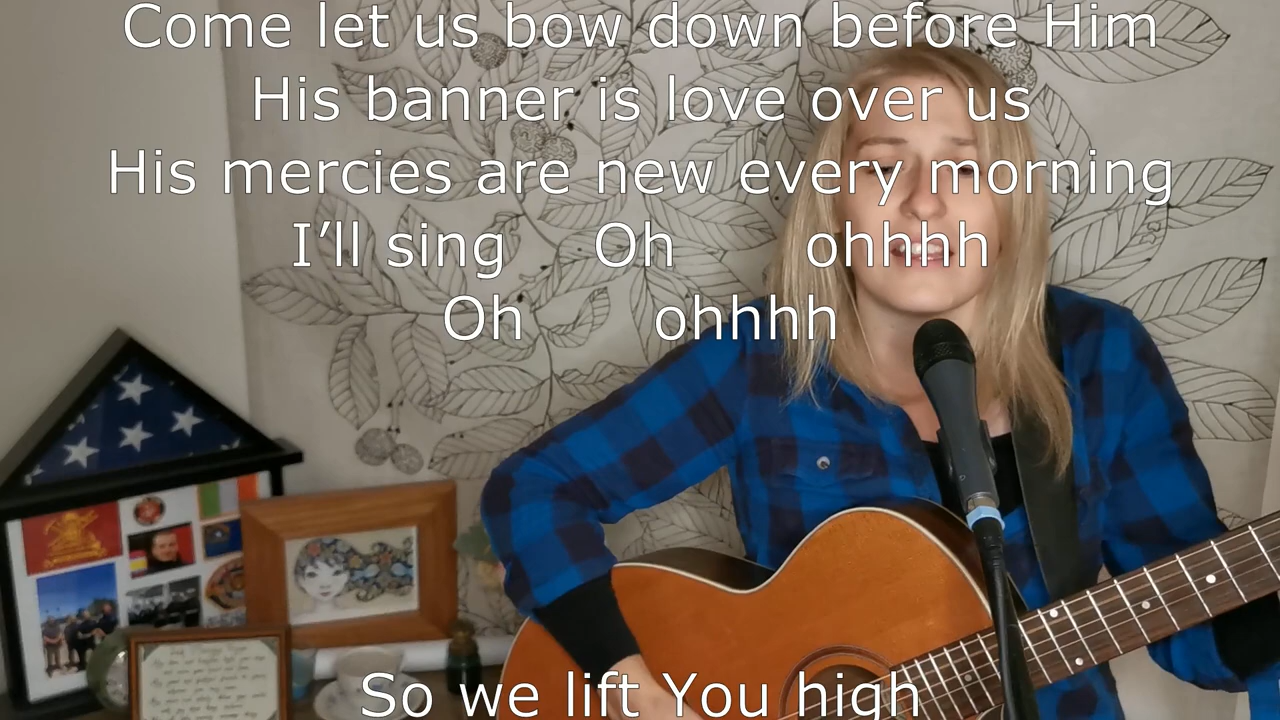 Come let us bow down before Him
His banner is love over us
His mercies are new every morning
I’ll sing Oh ohhhh
Oh ohhhh
So we lift You high